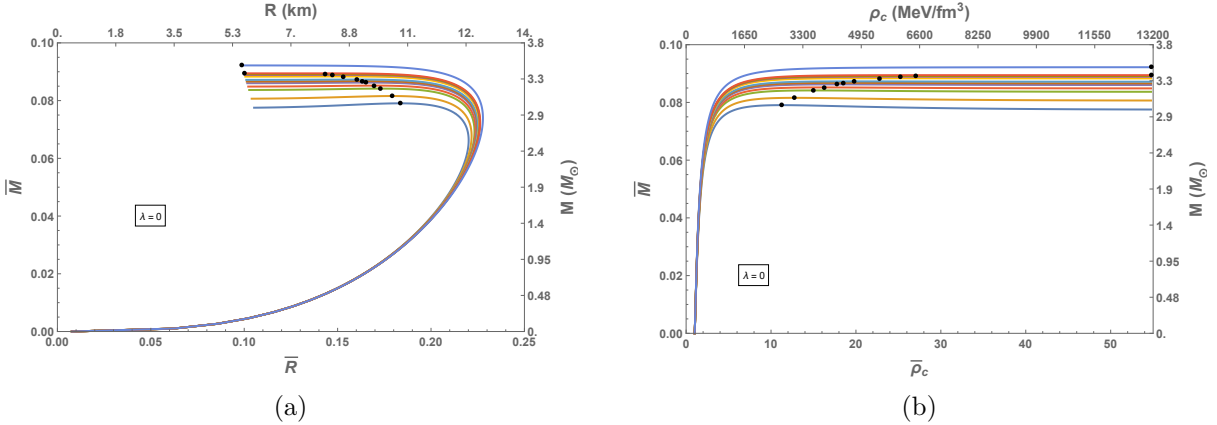 R (km)
0. 1.8 3.5 5.3 7. 8.8 11. 12. 14.
0.10 0.08 0.06 0.04 0.02 0.00
M̅
3.8 3.3 2.9 2.4 1.9 1.4 0.95 0.48 0.
M (M⊙)
λ = 0
0.00 0.05 0.10 0.15 0.20 0.25
R̅
(a)
ρc (MeV/fm³)
0 1650 3300 4950 6600 8250 9900 11550 13200
0.10 0.08 0.06 0.04 0.02 0.00
M̅
3.8 3.3 2.9 2.4 1.9 1.4 0.95 0.48 0.
M (M⊙)
λ = 0
0 10 20 30 40 50
ρ̅c
(b)